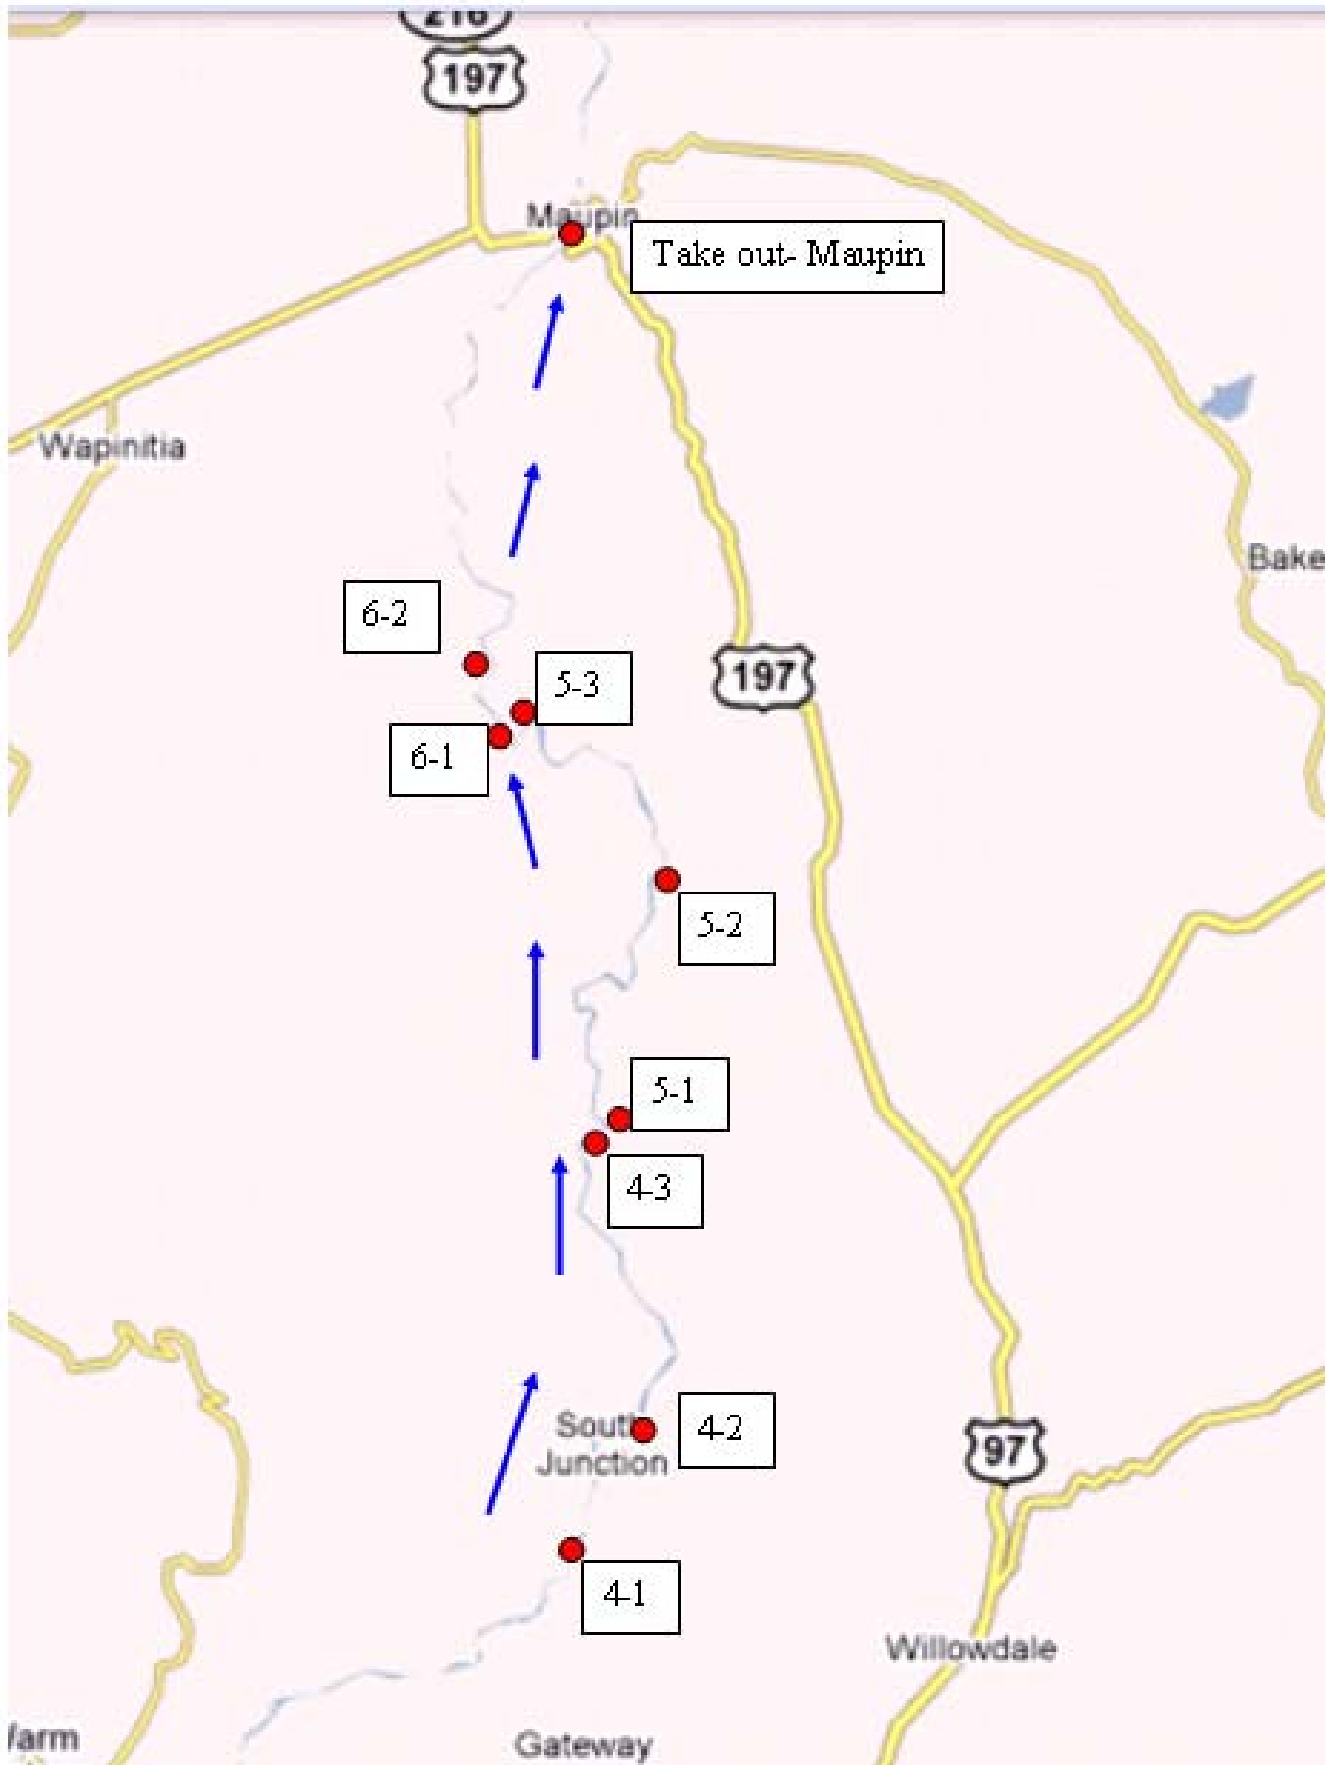 216
197
Maupin
Take out- Maupin
Wapinitia
Bake
6-2
5-3
197
6-1
5-2
5-1
4-3
South
Junction
4-2
97
4-1
Willowdale
arm
Gateway